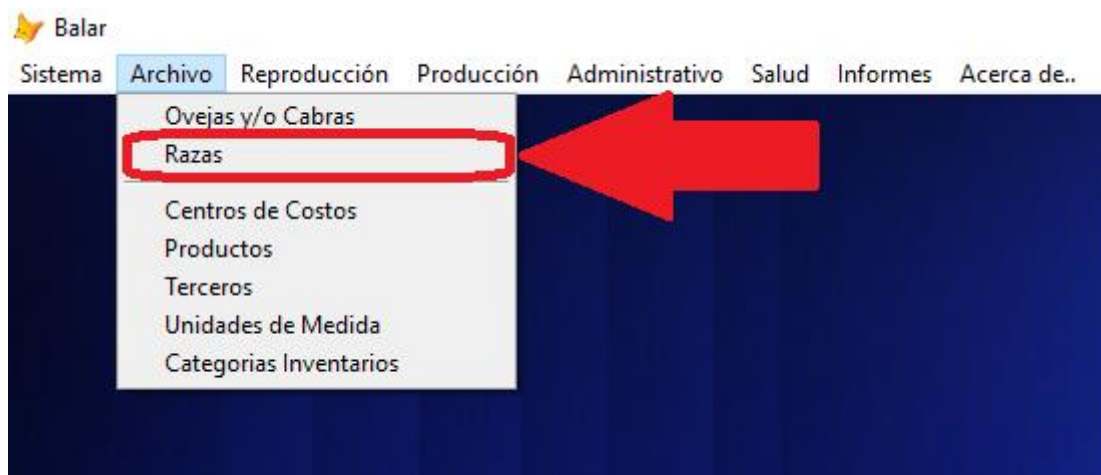 Balar
Sistema Archivo Reproducción Producción Administrativo Salud Informes Acerca de..
Ovejas y/o Cabras
Razas
Centros de Costos
Productos
Terceros
Unidades de Medida
Categorias Inventarios